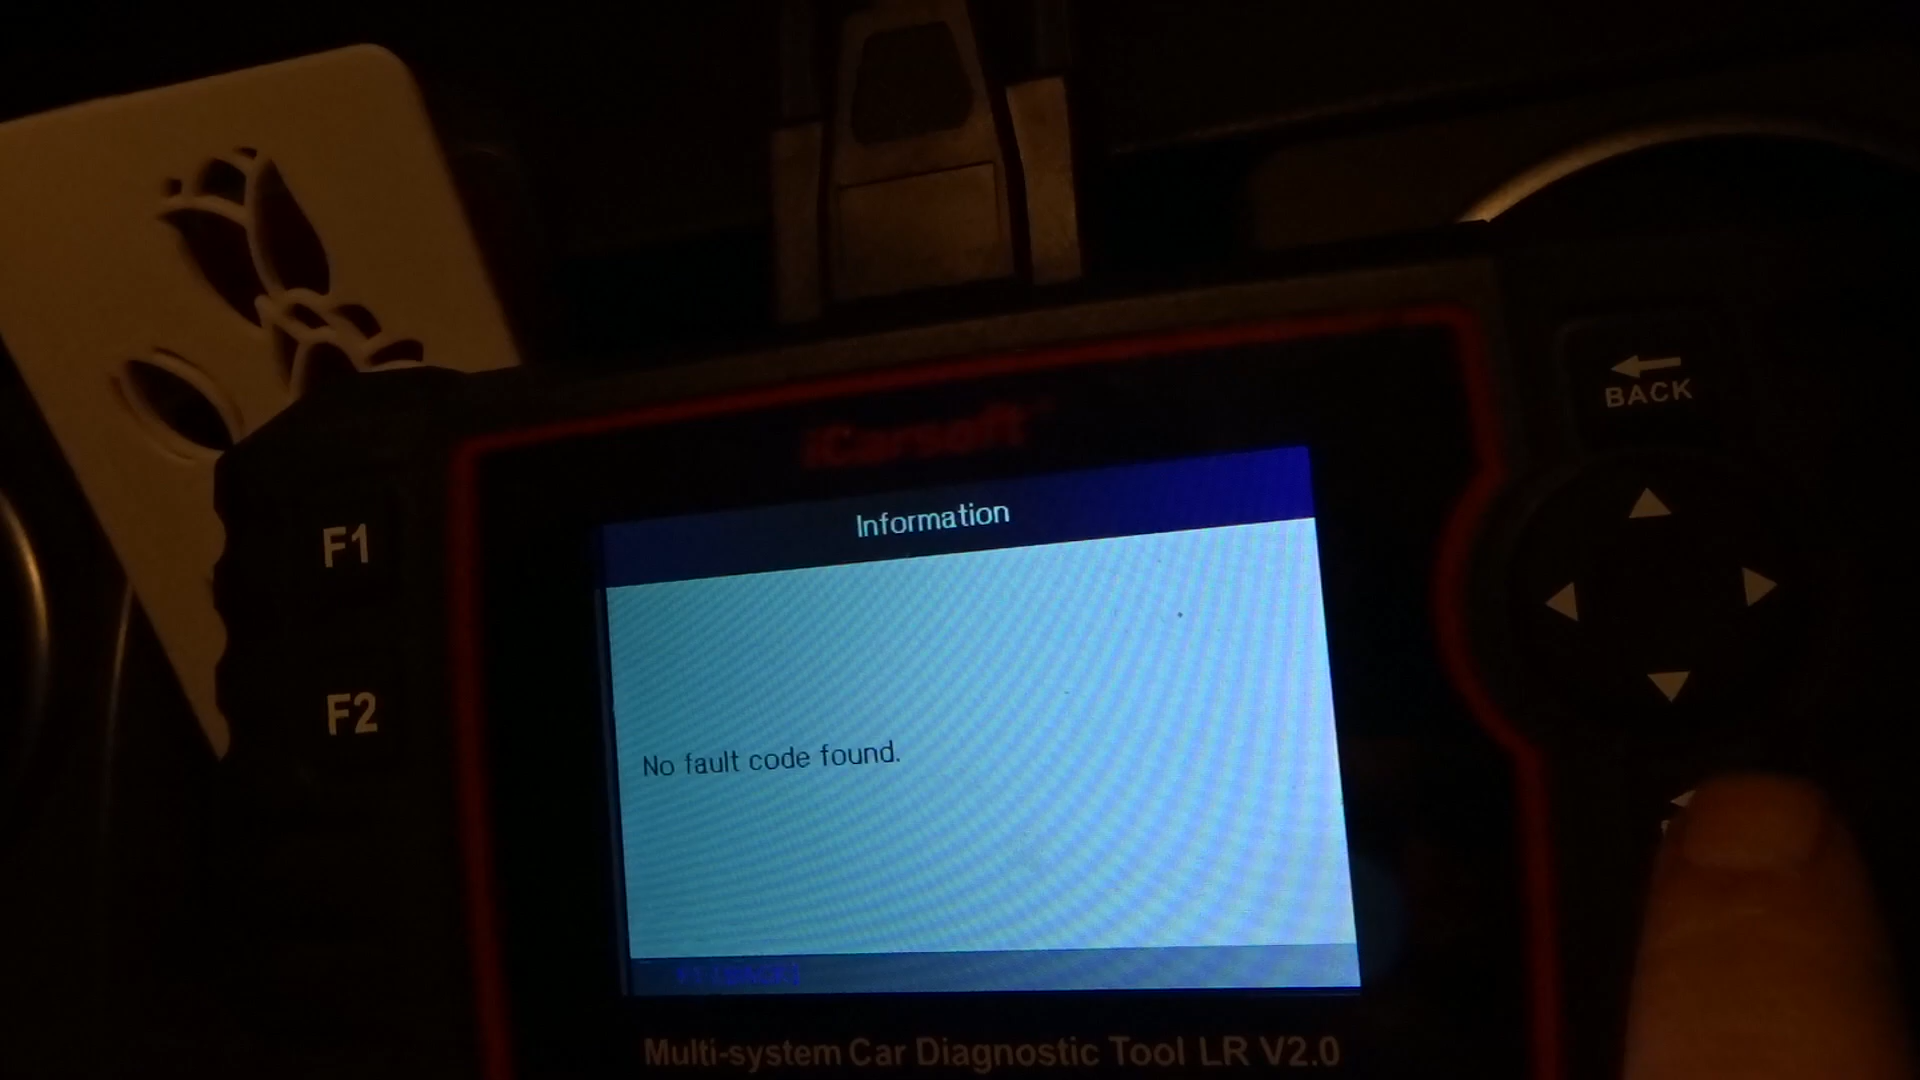 iCarsoft
Information
BACK
F1
F2
No fault code found.
Multi-system Car Diagnostic Tool LR V2.0